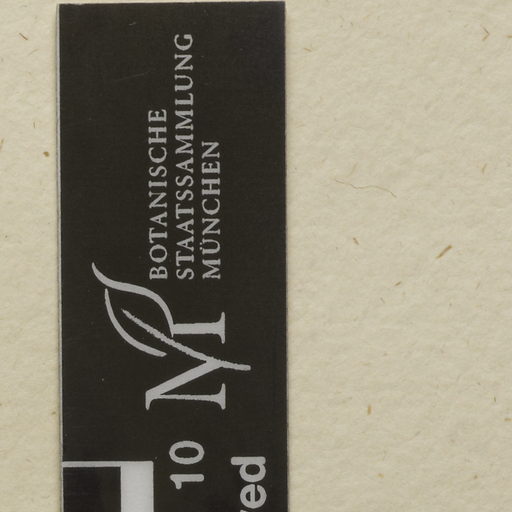 BOTANISCHE
STAATSSAMMLUNG
MÜNCHEN
M
10